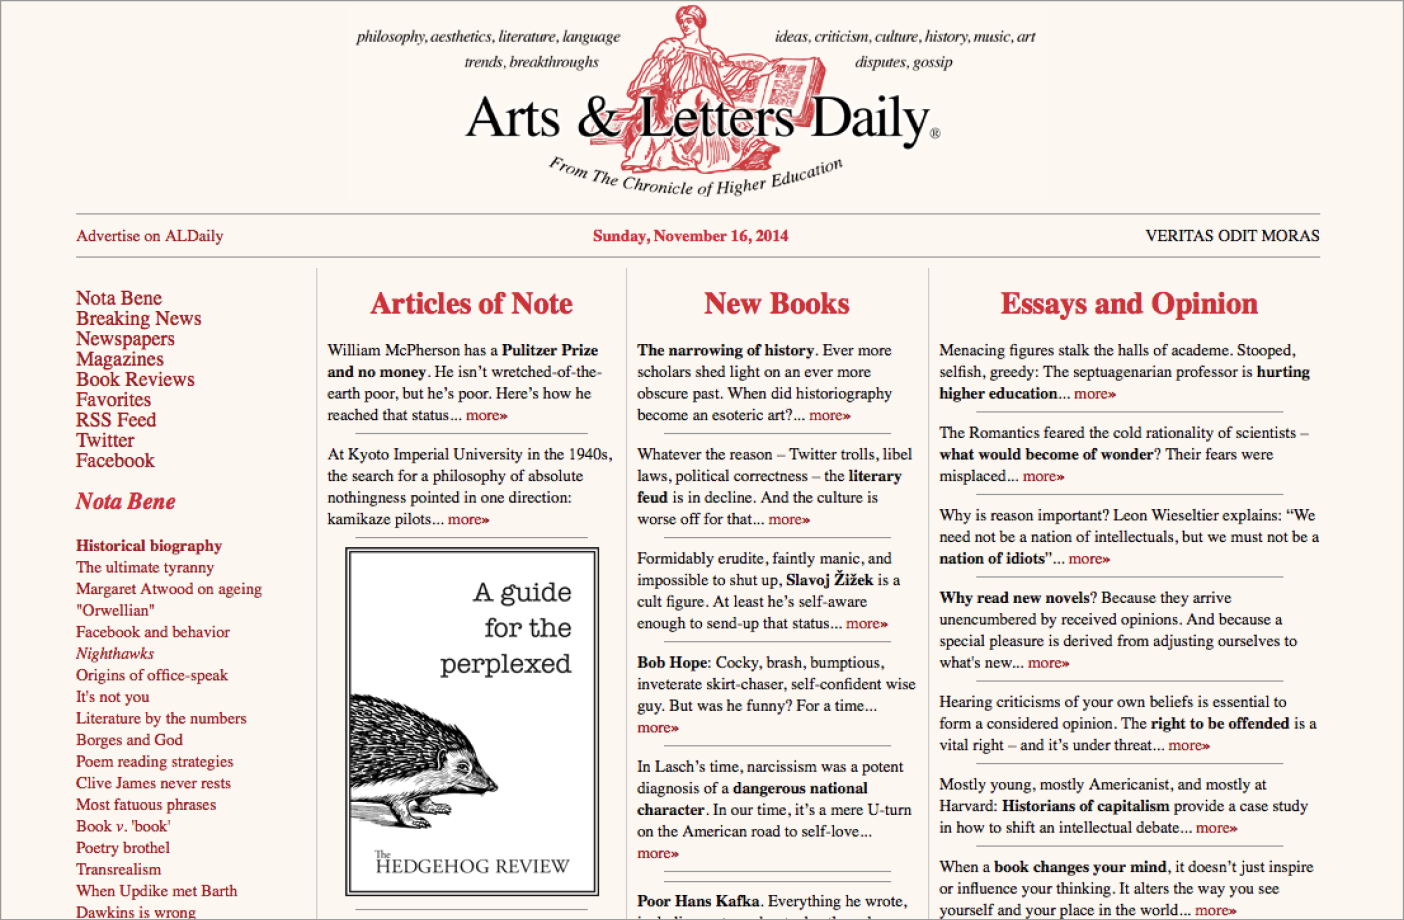 philosophy, aesthetics, literature, language
trends, breakthroughs
ideas, criticism, culture, history, music, art
disputes, gossip
Arts & Letters Daily®
From The Chronicle of Higher Education
Advertise on ALDaily
Sunday, November 16, 2014
VERITAS ODIT MORAS
Nota Bene
Breaking News
Newspapers
Magazines
Book Reviews
Favorites
RSS Feed
Twitter
Facebook
Nota Bene
Historical biography
The ultimate tyranny
Margaret Atwood on ageing
"Orwellian"
Facebook and behavior
Nighthawks
Origins of office-speak
It's not you
Literature by the numbers
Borges and God
Poem reading strategies
Clive James never rests
Most fatuous phrases
Book v. 'book'
Poetry brothel
Transrealism
When Updike met Barth
Dawkins is wrong
Articles of Note
William McPherson has a Pulitzer Prize
and no money. He isn’t wretched-of-the-
earth poor, but he’s poor. Here’s how he
reached that status... more»
At Kyoto Imperial University in the 1940s,
the search for a philosophy of absolute
nothingness pointed in one direction:
kamikaze pilots... more»
A guide
for the
perplexed
The
HEDGEHOG REVIEW
New Books
The narrowing of history. Ever more
scholars shed light on an ever more
obscure past. When did historiography
become an esoteric art?... more»
Whatever the reason – Twitter trolls, libel
laws, political correctness – the literary
feud is in decline. And the culture is
worse off for that... more»
Formidably erudite, faintly manic, and
impossible to shut up, Slavoj Žižek is a
cult figure. At least he’s self-aware
enough to send-up that status... more»
Bob Hope: Cocky, brash, bumptious,
inveterate skirt-chaser, self-confident wise
guy. But was he funny? For a time...
more»
In Lasch’s time, narcissism was a potent
diagnosis of a dangerous national
character. In our time, it’s a mere U-turn
on the American road to self-love...
more»
Poor Hans Kafka. Everything he wrote,
Essays and Opinion
Menacing figures stalk the halls of academe. Stooped,
selfish, greedy: The septuagenarian professor is hurting
higher education... more»
The Romantics feared the cold rationality of scientists –
what would become of wonder? Their fears were
misplaced... more»
Why is reason important? Leon Wieseltier explains: “We
need not be a nation of intellectuals, but we must not be a
nation of idiots”... more»
Why read new novels? Because they arrive
unencumbered by received opinions. And because a
special pleasure is derived from adjusting ourselves to
what's new... more»
Hearing criticisms of your own beliefs is essential to
form a considered opinion. The right to be offended is a
vital right – and it’s under threat... more»
Mostly young, mostly Americanist, and mostly at
Harvard: Historians of capitalism provide a case study
in how to shift an intellectual debate... more»
When a book changes your mind, it doesn’t just inspire
or influence your thinking. It alters the way you see
yourself and your place in the world... more»